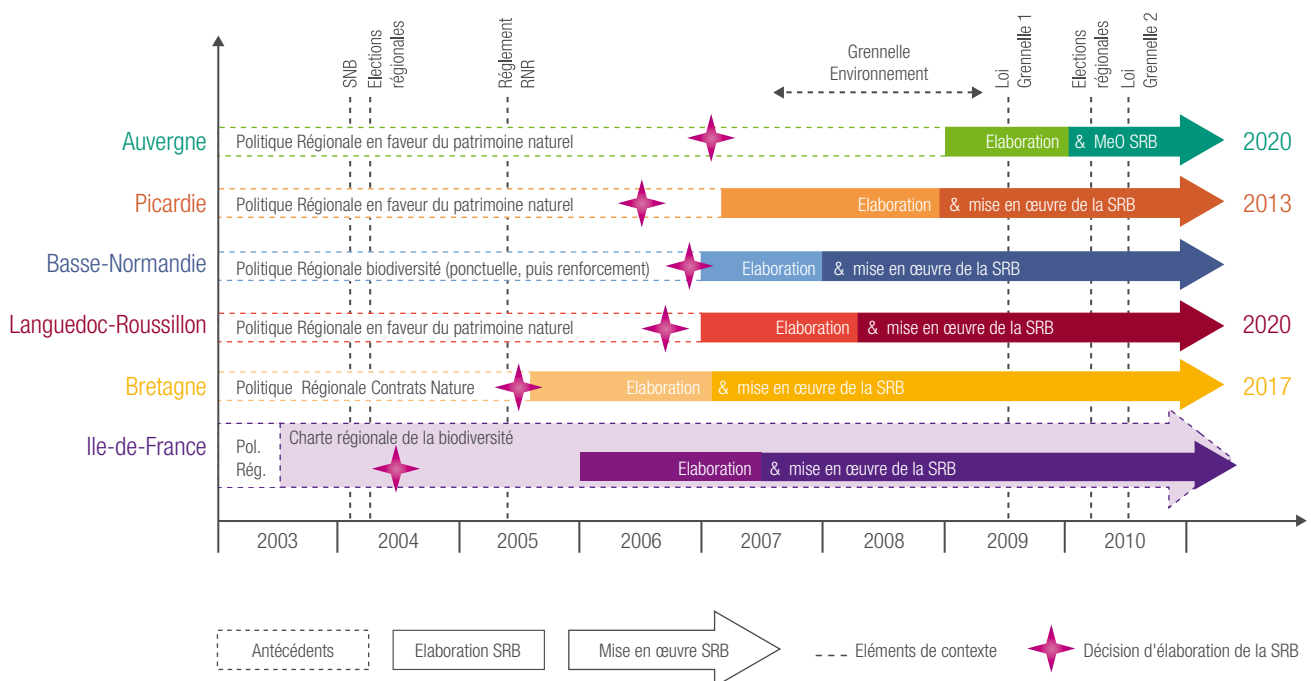 SNB
Elections
régionales
Réglement
RNR
Grennelle
Environnement
Loi
Grennelle 1
Elections
régionales
Loi
Grennelle 2
Auvergne
Politique Régionale en faveur du patrimoine naturel
Elaboration & MeO SRB
2020
Picardie
Politique Régionale en faveur du patrimoine naturel
Elaboration & mise en œuvre de la SRB
2013
Basse-Normandie
Politique Régionale biodiversité (ponctuelle, puis renforcement)
Elaboration & mise en œuvre de la SRB
Languedoc-Roussillon
Politique Régionale en faveur du patrimoine naturel
Elaboration & mise en œuvre de la SRB
2020
Bretagne
Politique Régionale Contrats Nature
Elaboration & mise en œuvre de la SRB
2017
Ile-de-France
Pol.
Rég.
Charte régionale de la biodiversité
Elaboration & mise en œuvre de la SRB
2003 2004 2005 2006 2007 2008 2009 2010
Antécédents
Elaboration SRB
Mise en œuvre SRB
Eléments de contexte
Décision d'élaboration de la SRB